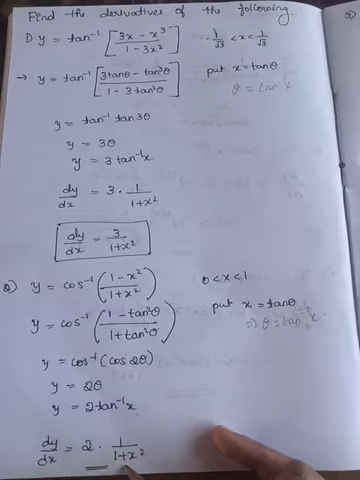 Find the derivatives of the following.
1) y = tan⁻¹ [3x - x³ / 1 - 3x²] -1/√3 < x < 1/√3
→ y = tan⁻¹ [3tanθ - tan³θ / 1 - 3tan²θ] put x = tanθ
θ = tan⁻¹x
y = tan⁻¹ tan3θ
y = 3θ
y = 3 tan⁻¹x
dy/dx = 3 · 1/1+x²
dy/dx = 3/1+x²
2) y = cos⁻¹ (1 - x² / 1 + x²) 0 < x < 1
y = cos⁻¹ (1 - tan²θ / 1 + tan²θ) put x = tanθ
⇒ θ = tan⁻¹x.
y = cos⁻¹ (cos2θ)
y = 2θ
y = 2tan⁻¹x
dy/dx = 2 · 1/1+x²